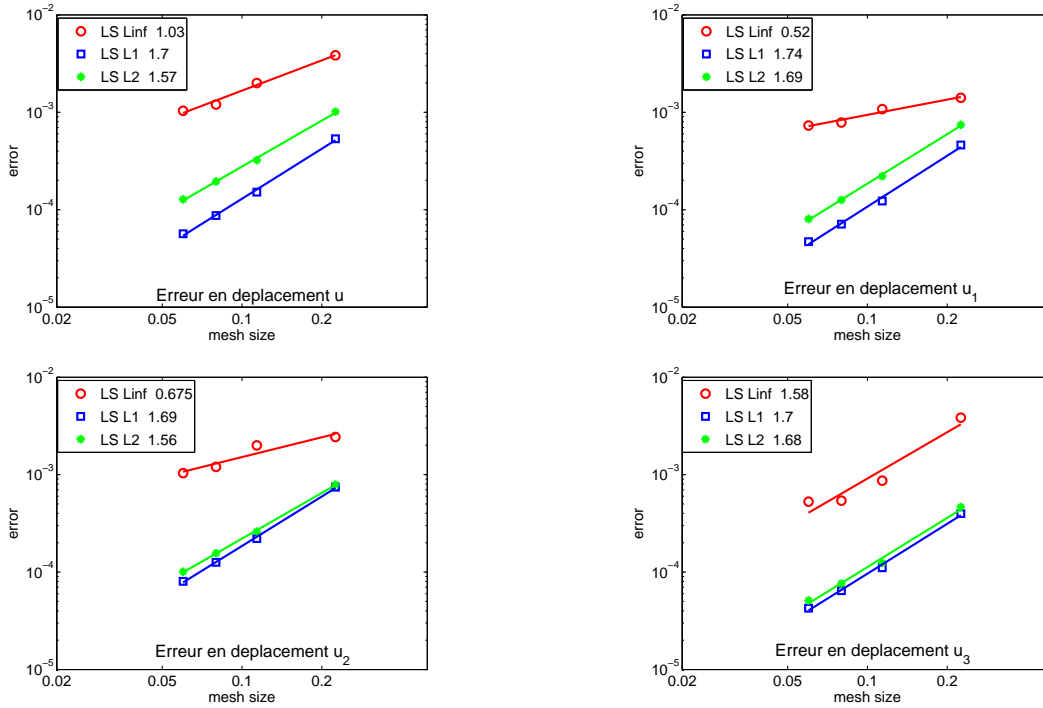 10^−2
LS Linf 1.03
LS L1 1.7
LS L2 1.57
10^−3
error
10^−4
Erreur en deplacement u
10^−5
0.02 0.05 0.1 0.2
mesh size
10^−2
LS Linf 0.52
LS L1 1.74
LS L2 1.69
10^−3
error
10^−4
Erreur en deplacement u_1
10^−5
0.02 0.05 0.1 0.2
mesh size
10^−2
LS Linf 0.675
LS L1 1.69
LS L2 1.56
10^−3
error
10^−4
Erreur en deplacement u_2
10^−5
0.02 0.05 0.1 0.2
mesh size
10^−2
LS Linf 1.58
LS L1 1.7
LS L2 1.68
10^−3
error
10^−4
Erreur en deplacement u_3
10^−5
0.02 0.05 0.1 0.2
mesh size